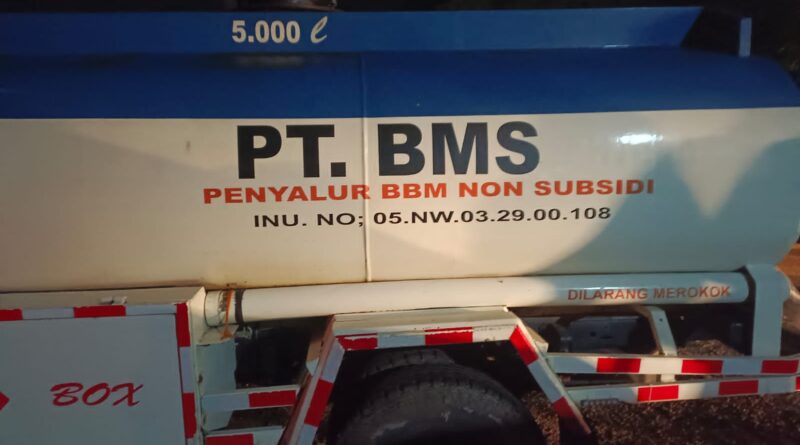 5.000 ℓ
PT. BMS
PENYALUR BBM NON SUBSIDI
INU. NO; 05.NW.03.29.00.108
DILARANG MEROKOK
BOX